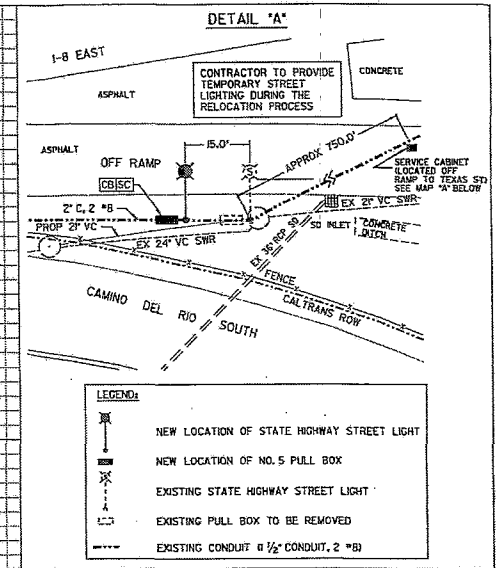 DETAIL "A"
1-8 EAST
CONTRACTOR TO PROVIDE
TEMPORARY STREET
LIGHTING DURING THE
RELOCATION PROCESS
CONCRETE
ASPHALT
ASPHALT
15.0'
APPROX 750.0'
OFF RAMP
SERVICE CABINET
(LOCATED OFF
RAMP TO TEXAS ST)
SEE MAP "A" BELOW
CB SC
2" C, 2 #8
EX 21" VC SWR
PROP 21" VC
SD INLET
CONCRETE
DITCH
EX 24" VC SWR
EX 36" RCP SD
FENCE
CALTRANS ROW
CAMINO DEL RIO SOUTH
LEGEND:
NEW LOCATION OF STATE HIGHWAY STREET LIGHT
NEW LOCATION OF NO. 5 PULL BOX
EXISTING STATE HIGHWAY STREET LIGHT
EXISTING PULL BOX TO BE REMOVED
EXISTING CONDUIT (1 1/2" CONDUIT, 2 #8)